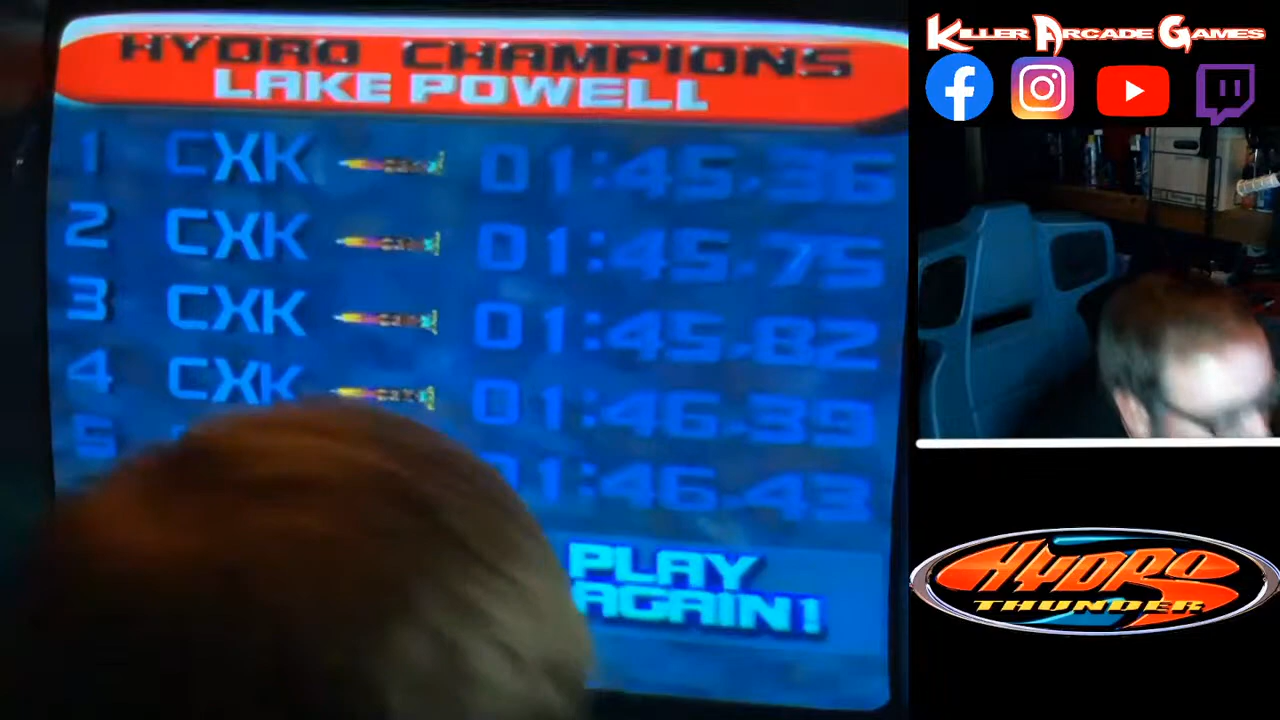 HYDRO CHAMPIONS
LAKE POWELL
1 CXK 01:45.36
2 CXK 01:45.75
3 CXK 01:45.82
4 CXK 01:46.39
5 01:46.43
PLAY
AGAIN!
KILLER ARCADE GAMES
HYDRO
THUNDER